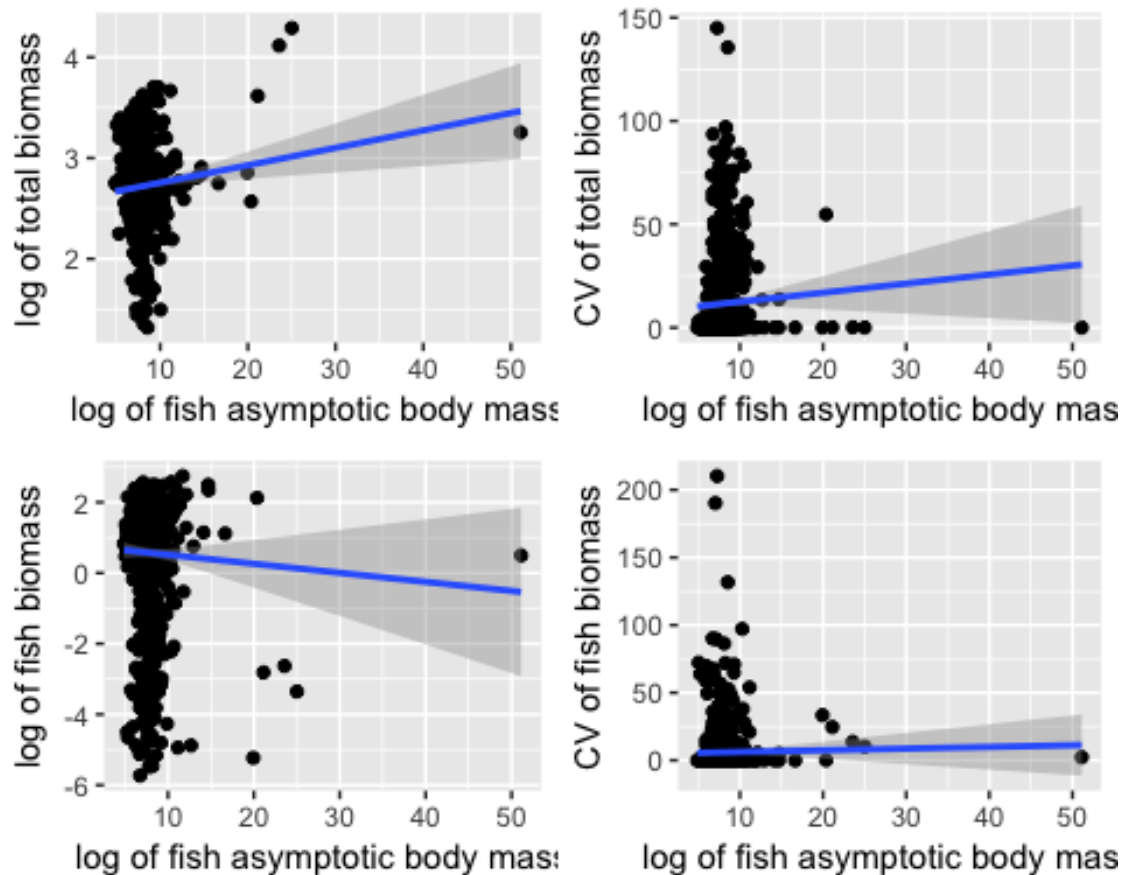 log of total biomass
4
3
2
10 20 30 40 50
log of fish asymptotic body mass
CV of total biomass
150
100
50
0
10 20 30 40 50
log of fish asymptotic body mas
log of fish biomass
2
0
-2
-4
-6
10 20 30 40 50
log of fish asymptotic body mass
CV of fish biomass
200
150
100
50
0
10 20 30 40 50
log of fish asymptotic body mas